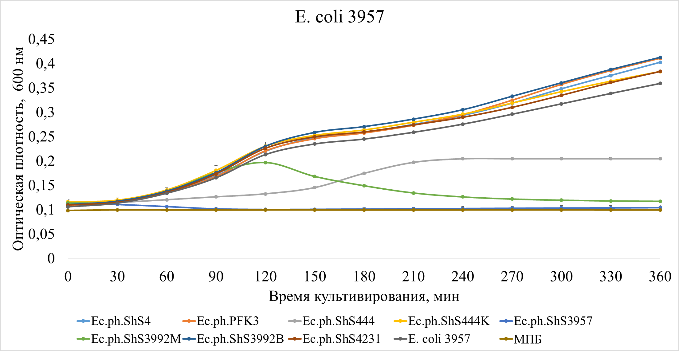 E. coli 3957
Оптическая плотность, 600 нм
0,45
0,4
0,35
0,3
0,25
0,2
0,15
0,1
0,05
0
0 30 60 90 120 150 180 210 240 270 300 330 360
Время культивирования, мин
Ec.ph.ShS4 Ec.ph.PFK3 Ec.ph.ShS444 Ec.ph.ShS444K Ec.ph.ShS3957
Ec.ph.ShS3992M Ec.ph.ShS3992B Ec.ph.ShS4231 E. coli 3957 МПБ